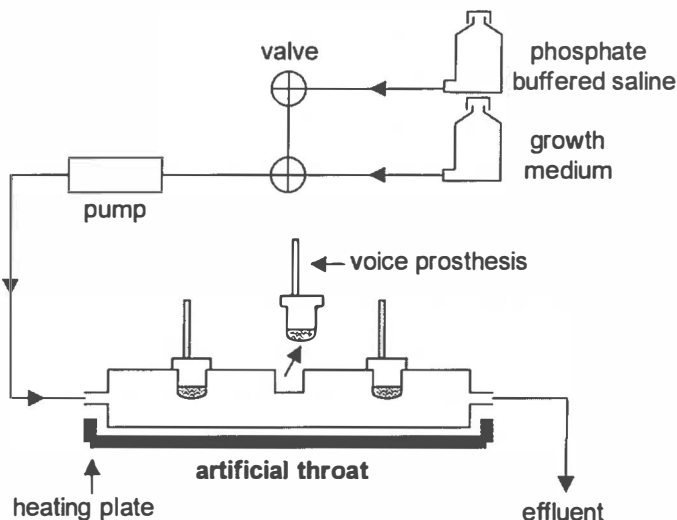 valve
phosphate
buffered saline
growth
medium
pump
voice prosthesis
artificial throat
heating plate
effluent